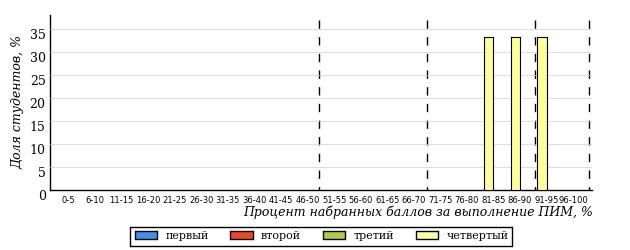 Доля студентов, %
35
30
25
20
15
10
5
0
0-5 6-10 11-15 16-20 21-25 26-30 31-35 36-40 41-45 46-50 51-55 56-60 61-65 66-70 71-75 76-80 81-85 86-90 91-95 96-100
Процент набранных баллов за выполнение ПИМ, %
первый второй третий четвертый